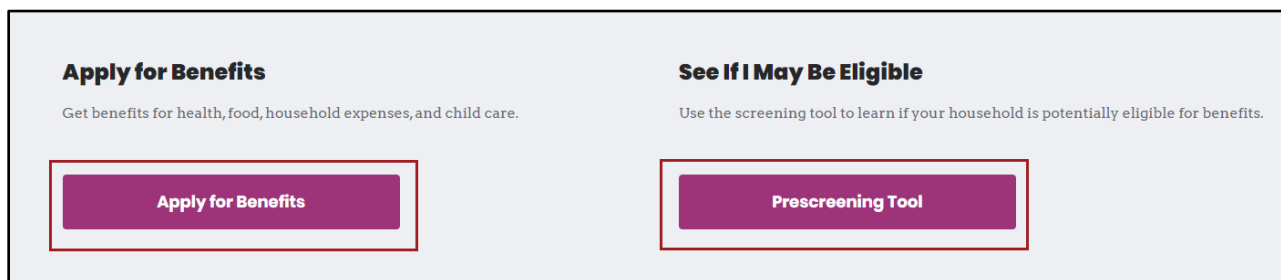 Apply for Benefits
Get benefits for health, food, household expenses, and child care.
Apply for Benefits
See If I May Be Eligible
Use the screening tool to learn if your household is potentially eligible for benefits.
Prescreening Tool